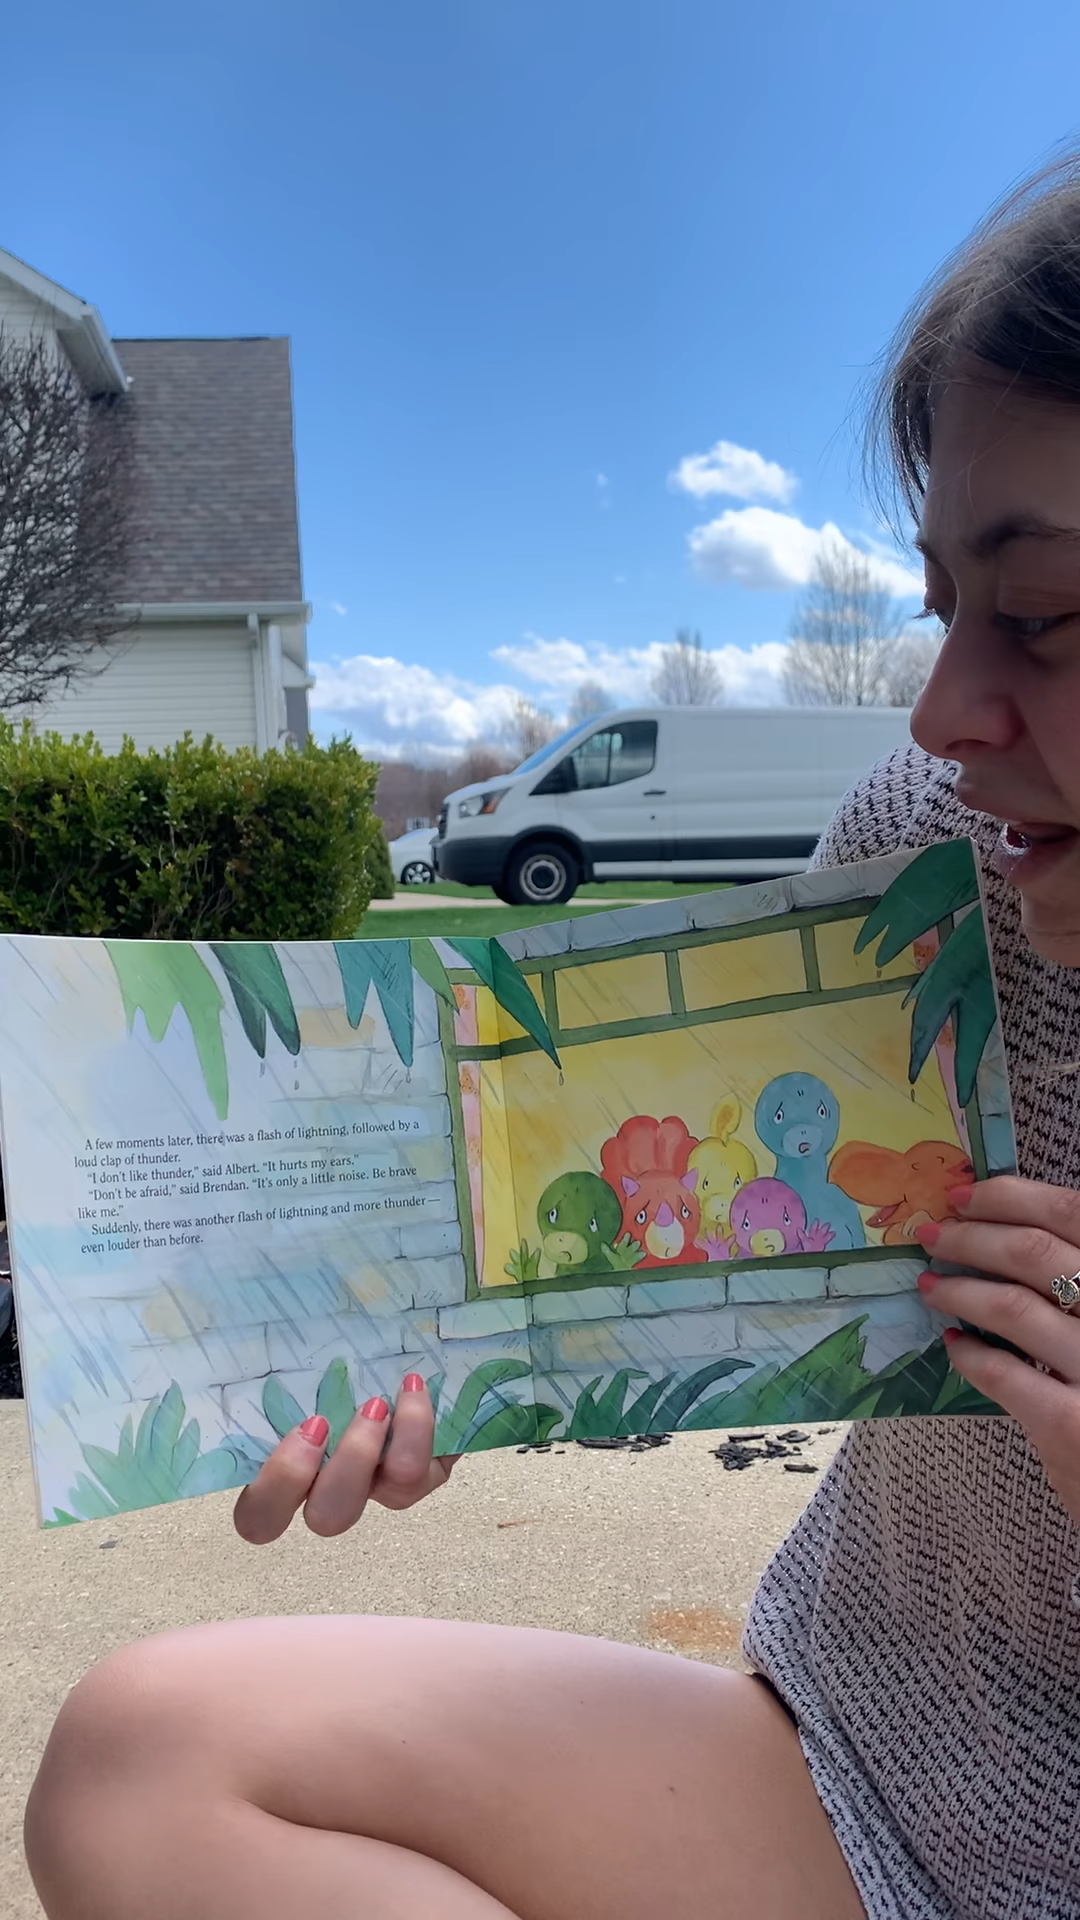 A few moments later, there was a flash of lightning, followed by a
loud clap of thunder.
"I don't like thunder," said Albert. "It hurts my ears."
"Don't be afraid," said Brendan. "It's only a little noise. Be brave
like me."
Suddenly, there was another flash of lightning and more thunder—
even louder than before.